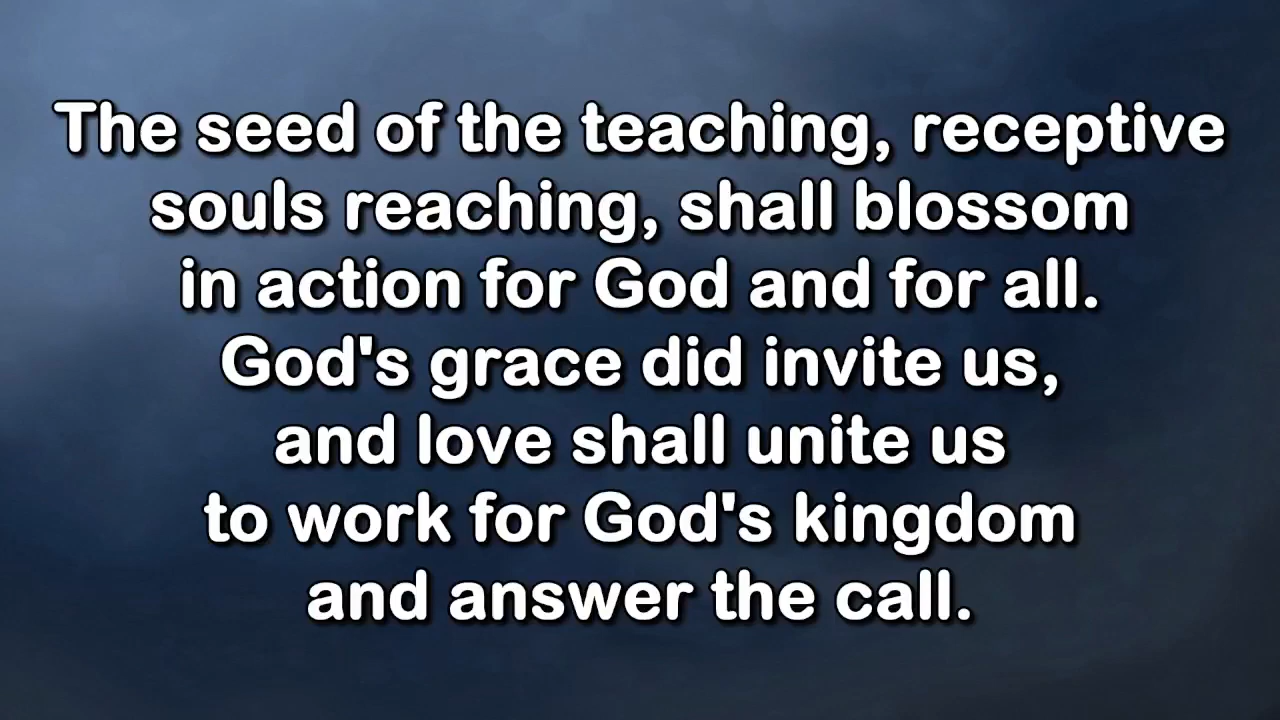 The seed of the teaching, receptive
souls reaching, shall blossom
in action for God and for all.
God's grace did invite us,
and love shall unite us
to work for God's kingdom
and answer the call.